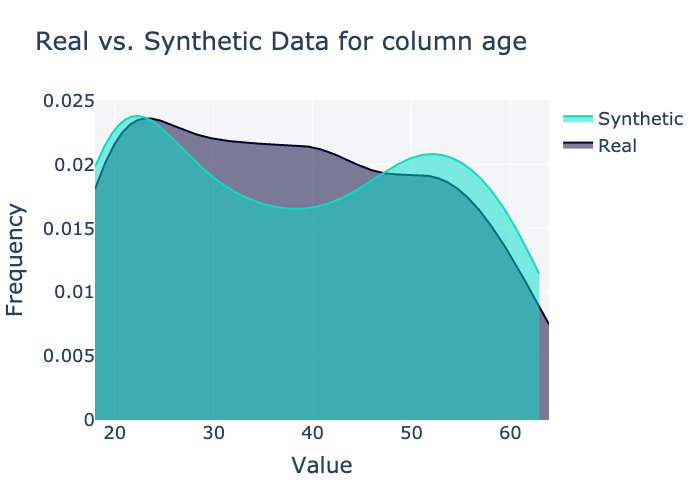 Real vs. Synthetic Data for column age
0.025
0.02
0.015
0.01
0.005
0
20
30
40
50
60
Value
Frequency
Synthetic
Real